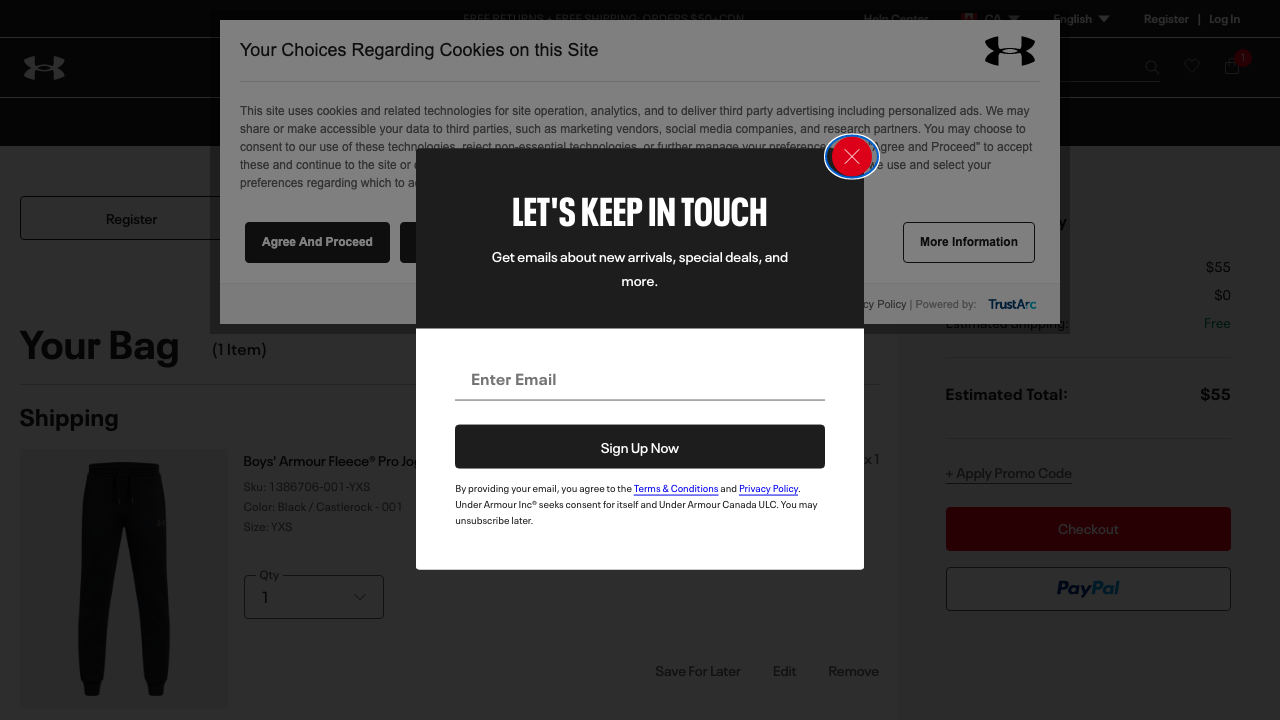 FREE RETURNS + FREE SHIPPING: ORDERS $50+CDN
Help Center
CA
English
Register | Log In
1
Your Choices Regarding Cookies on this Site
This site uses cookies and related technologies for site operation, analytics, and to deliver third party advertising including personalized ads. We may
share or make accessible your data to third parties, such as marketing vendors, social media companies, and research partners. You may choose to
consent to our use of these technologies, reject non-essential technologies, or further manage your preferences.
gree and Proceed" to accept
these and continue to the site or
use and select your
preferences regarding which to
Agree And Proceed
More Information
cy Policy | Powered by: TrustArc
LET'S KEEP IN TOUCH
Get emails about new arrivals, special deals, and
more.
Enter Email
Sign Up Now
By providing your email, you agree to the Terms & Conditions and Privacy Policy.
Under Armour Inc® seeks consent for itself and Under Armour Canada ULC. You may
unsubscribe later.
Register
Your Bag (1 Item)
Shipping
Boys' Armour Fleece® Pro
Sku: 1386706-001-YXS
Color: Black / Castlerock - 001
Size: YXS
x 1
Qty
1
Save For Later
Edit
Remove
$55
$0
Estimated Shipping:
Free
Estimated Total:
$55
+ Apply Promo Code
Checkout
PayPal